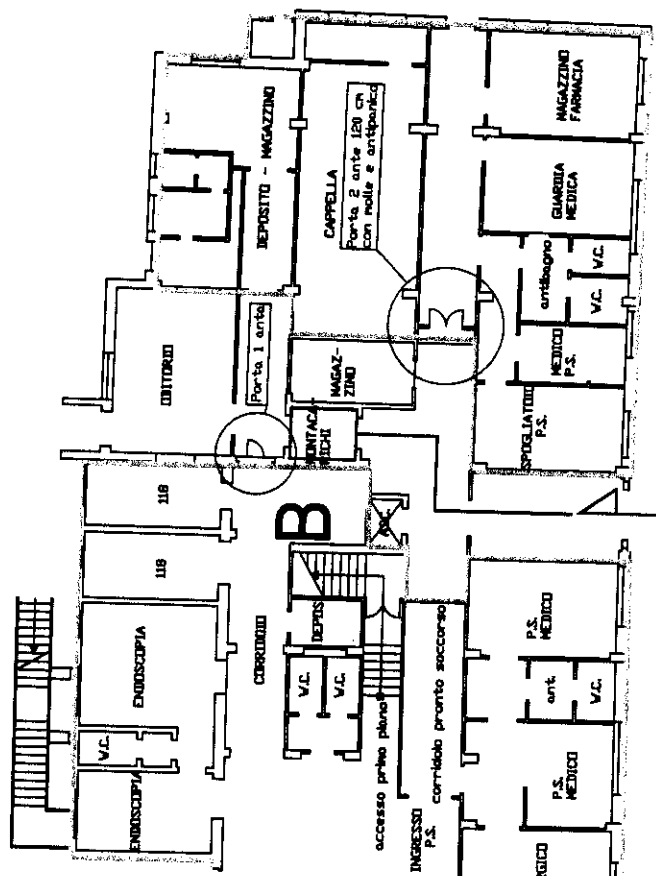 MAGAZZINO
FARMACIA
DEPOSITO - MAGAZZINO
CAPPELLA
Porta 2 ante 120 cm
con molle e antipanico
GUARDIA
MEDICA
antibagno
W.C.
W.C.
OBITORIO
Porta 1 anta
MAGAZ-
ZINO
MEDICO
P.S.
MONTACA-
RICHI
SPOGLIATOIO
P.S.
118
118
B
ASC.
ENDOSCOPIA
CORRIDOIO
DEPOS
W.C.
W.C.
W.C.
ENDOSCOPIA
accesso primo piano
corridoio pronto soccorso
P.S.
MEDICO
ant.
W.C.
P.S.
MEDICO
INGRESSO
P.S.